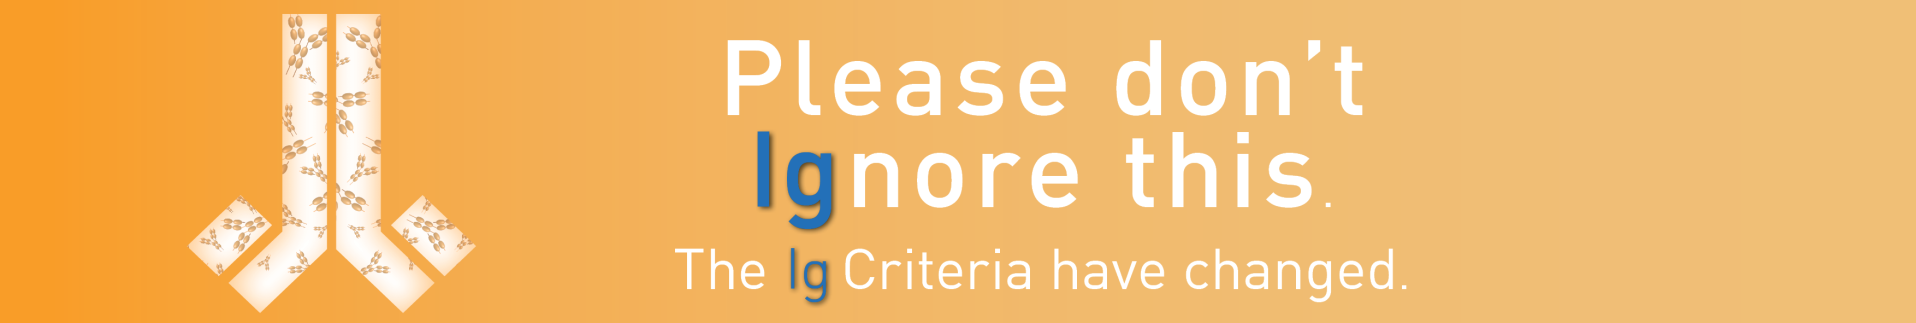 Please don’t
Ignore this.
The Ig Criteria have changed.